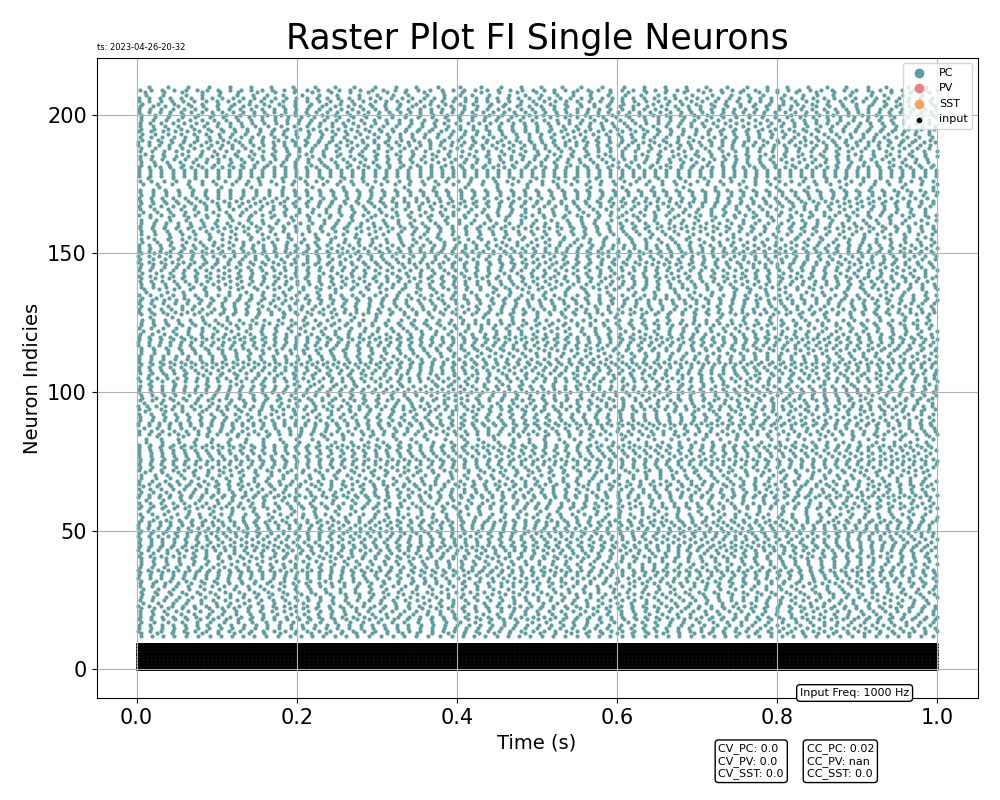 Raster Plot FI Single Neurons
ts: 2023-04-26-20-32
PC
PV
SST
input
200
150
100
50
0
Neuron Indicies
0.0 0.2 0.4 0.6 0.8 1.0
Time (s)
Input Freq: 1000 Hz
CV_PC: 0.0
CV_PV: 0.0
CV_SST: 0.0
CC_PC: 0.02
CC_PV: nan
CC_SST: 0.0